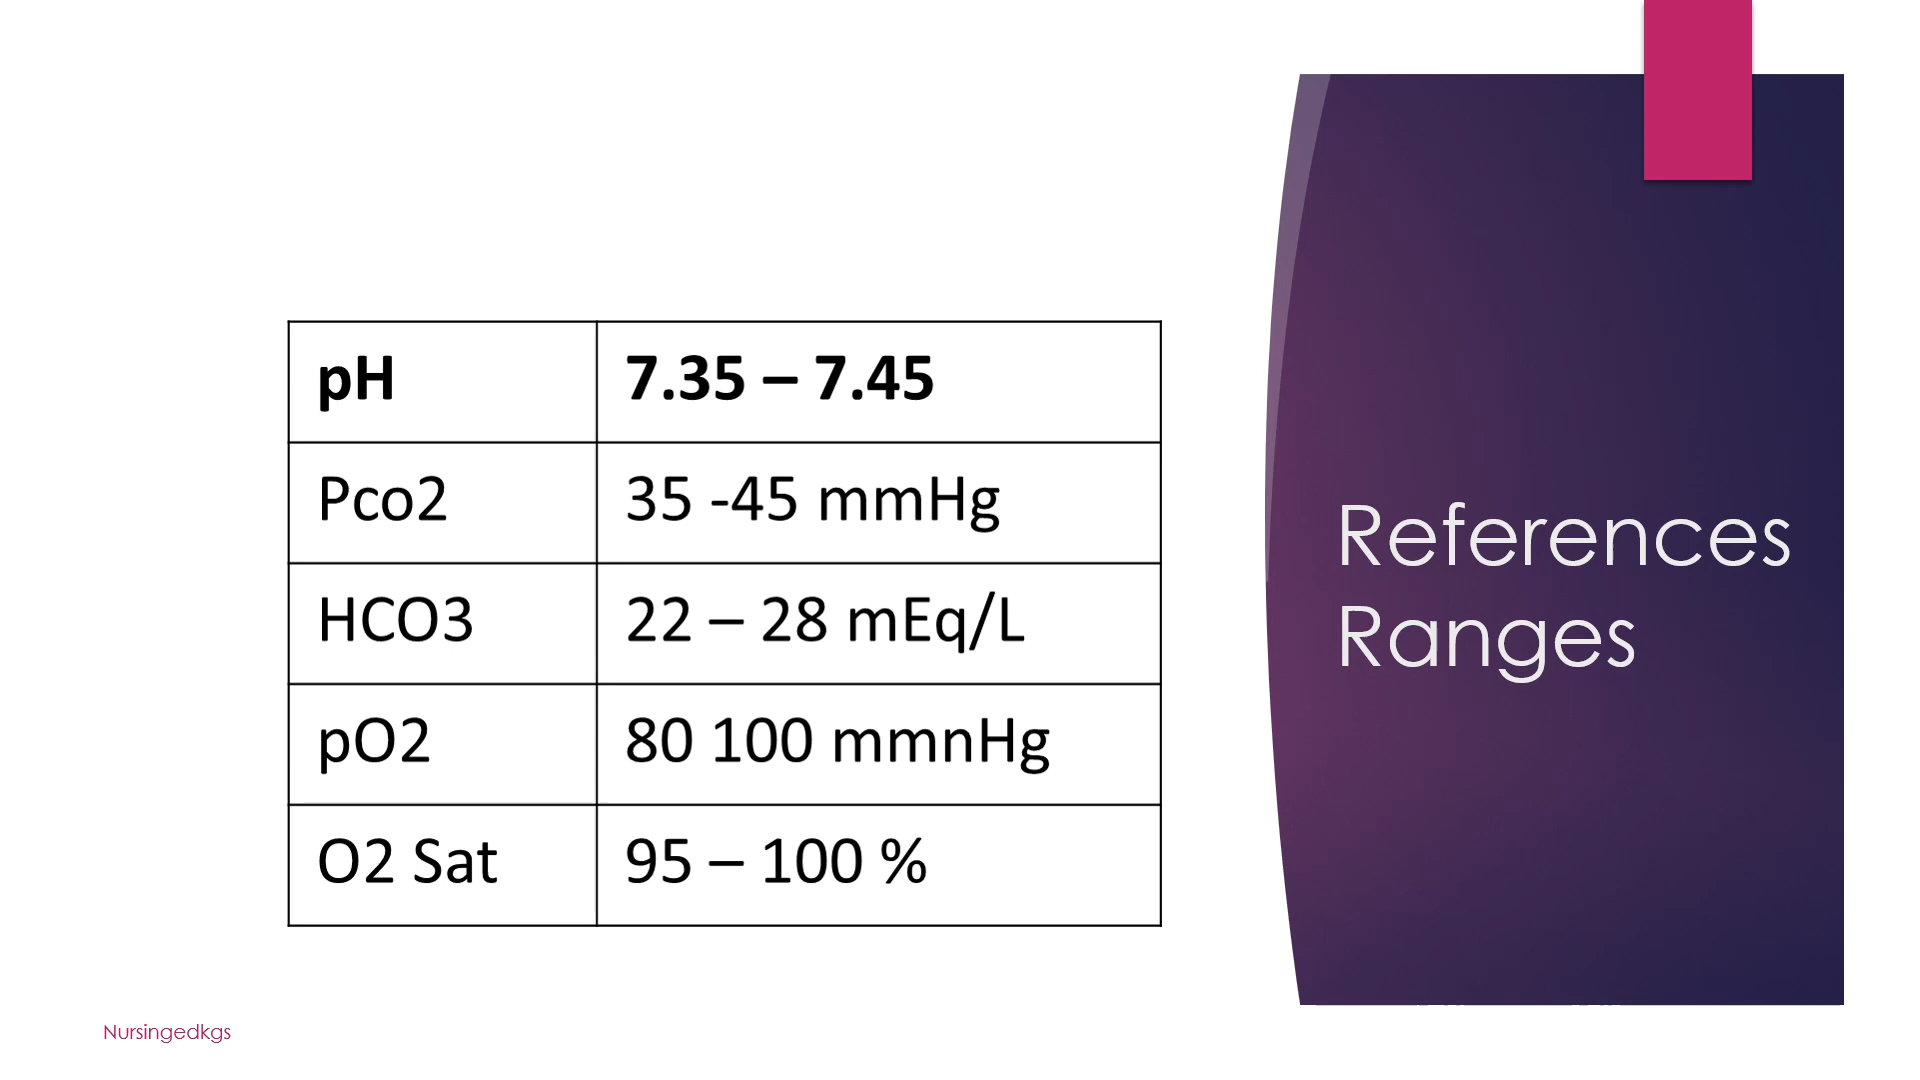 pH 7.35 – 7.45
Pco2 35 -45 mmHg
HCO3 22 – 28 mEq/L
pO2 80 100 mmnHg
O2 Sat 95 – 100 %
References
Ranges
Nursingedkgs